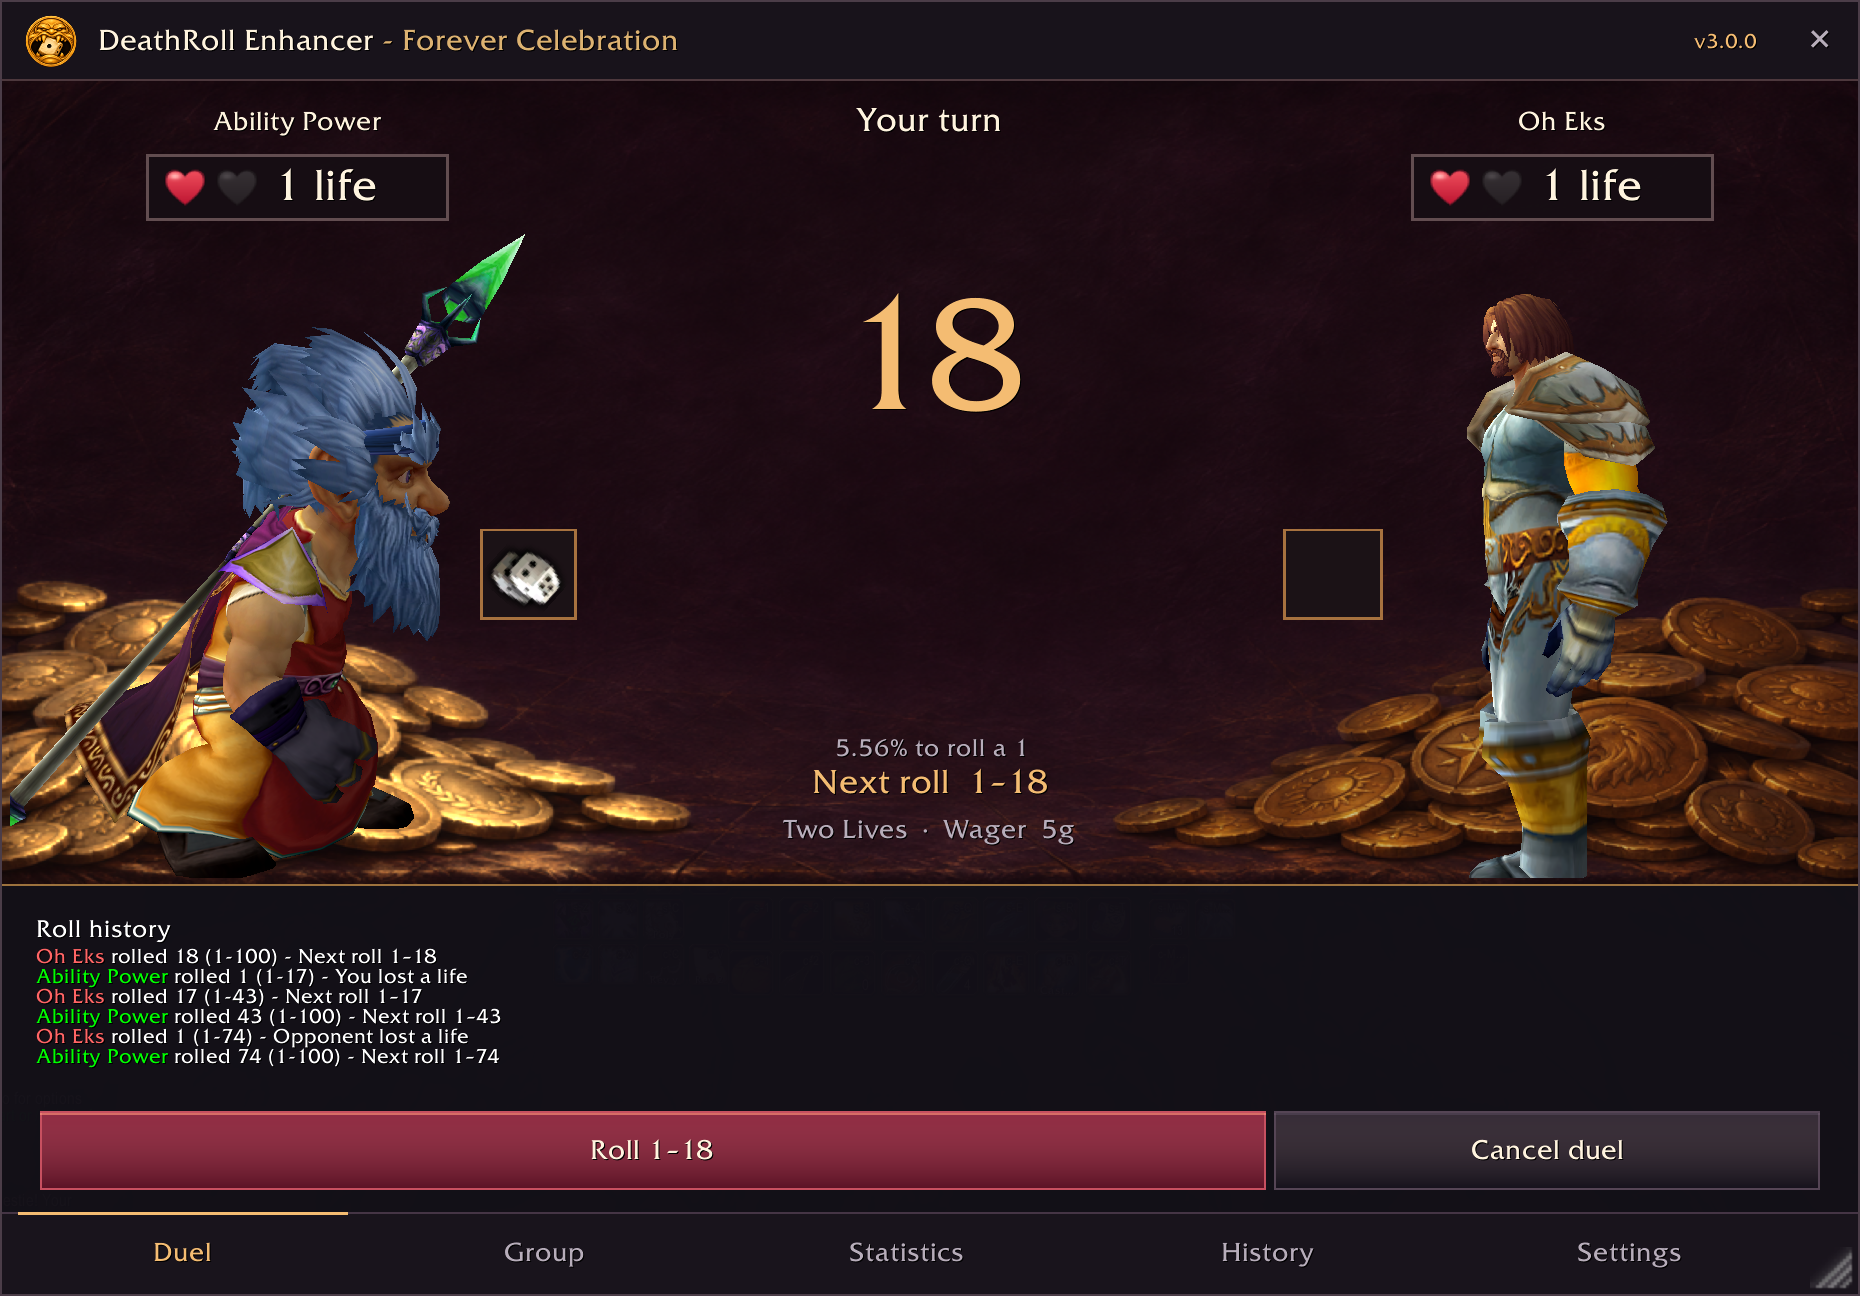 DeathRoll Enhancer - Forever Celebration
v3.0.0
Ability Power
Your turn
Oh Eks
1 life
1 life
18
5.56% to roll a 1
Next roll 1-18
Two Lives · Wager 5g
Roll history
Oh Eks rolled 18 (1-100) - Next roll 1-18
Ability Power rolled 1 (1-17) - You lost a life
Oh Eks rolled 17 (1-43) - Next roll 1-17
Ability Power rolled 43 (1-100) - Next roll 1-43
Oh Eks rolled 1 (1-74) - Opponent lost a life
Ability Power rolled 74 (1-100) - Next roll 1-74
Roll 1-18
Cancel duel
Duel
Group
Statistics
History
Settings